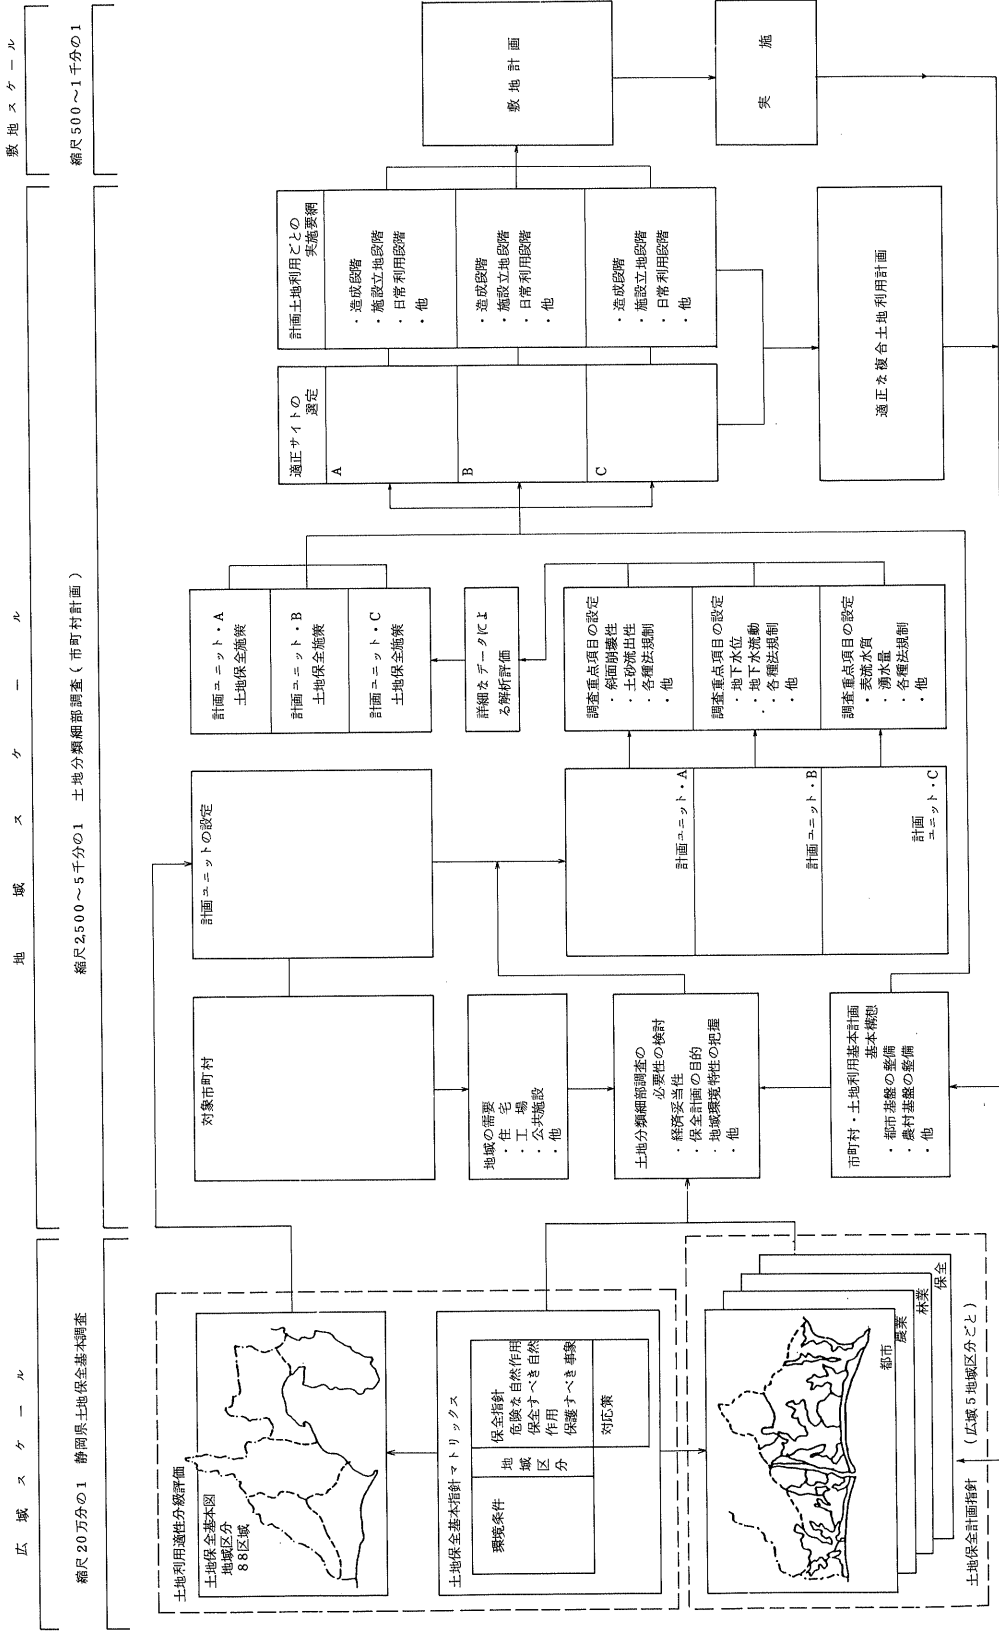 広域スケール
縮尺20万分の1　静岡県土地保全基本調査
土地利用適性分級評価
土地保全基本図
地域区分
88区域
土地保全基本指針マトリックス
環境条件
地域区分
保全指針
危険な自然作用
保全すべき自然
作用
保護すべき事象
対応策
都市
農業
林業
保全
土地保全計画指針　（広域5地域区分ごと）
地域スケール
縮尺2,500～5千分の1　土地分類細部調査（市町村計画）
対象市町村
地域の需要
・住　宅
・工　場
・公共施設
・他
土地分類細部調査の
必要性の検討
・経済妥当性
・保全計画の目的
・地域環境特性の把握
・他
市町村・土地利用基本計画
基本構想
・都市基盤の整備
・農村基盤の整備
・他
計画ユニットの設定
計画ユニット・A
計画ユニット・B
計画
ユニット・C
計画ユニット・A
土地保全施策
計画ユニット・B
土地保全施策
計画ユニット・C
土地保全施策
詳細なデータによ
る解析評価
調査重点項目の設定
・斜面崩壊性
・土砂流出性
・各種法規制
・他
調査重点項目の設定
・地下水位
・地下水流動
・各種法規制
・他
調査重点項目の設定
・表流水質
・湧水量
・各種法規制
・他
適正サイトの
選定
A
B
C
計画土地利用ごとの
実施要網
・造成段階
・施設立地段階
・日常利用段階
・他
・造成段階
・施設立地段階
・日常利用段階
・他
・造成段階
・施設立地段階
・日常利用段階
・他
適正な複合土地利用計画
敷地スケール
縮尺500～1千分の1
敷地計画
実　施